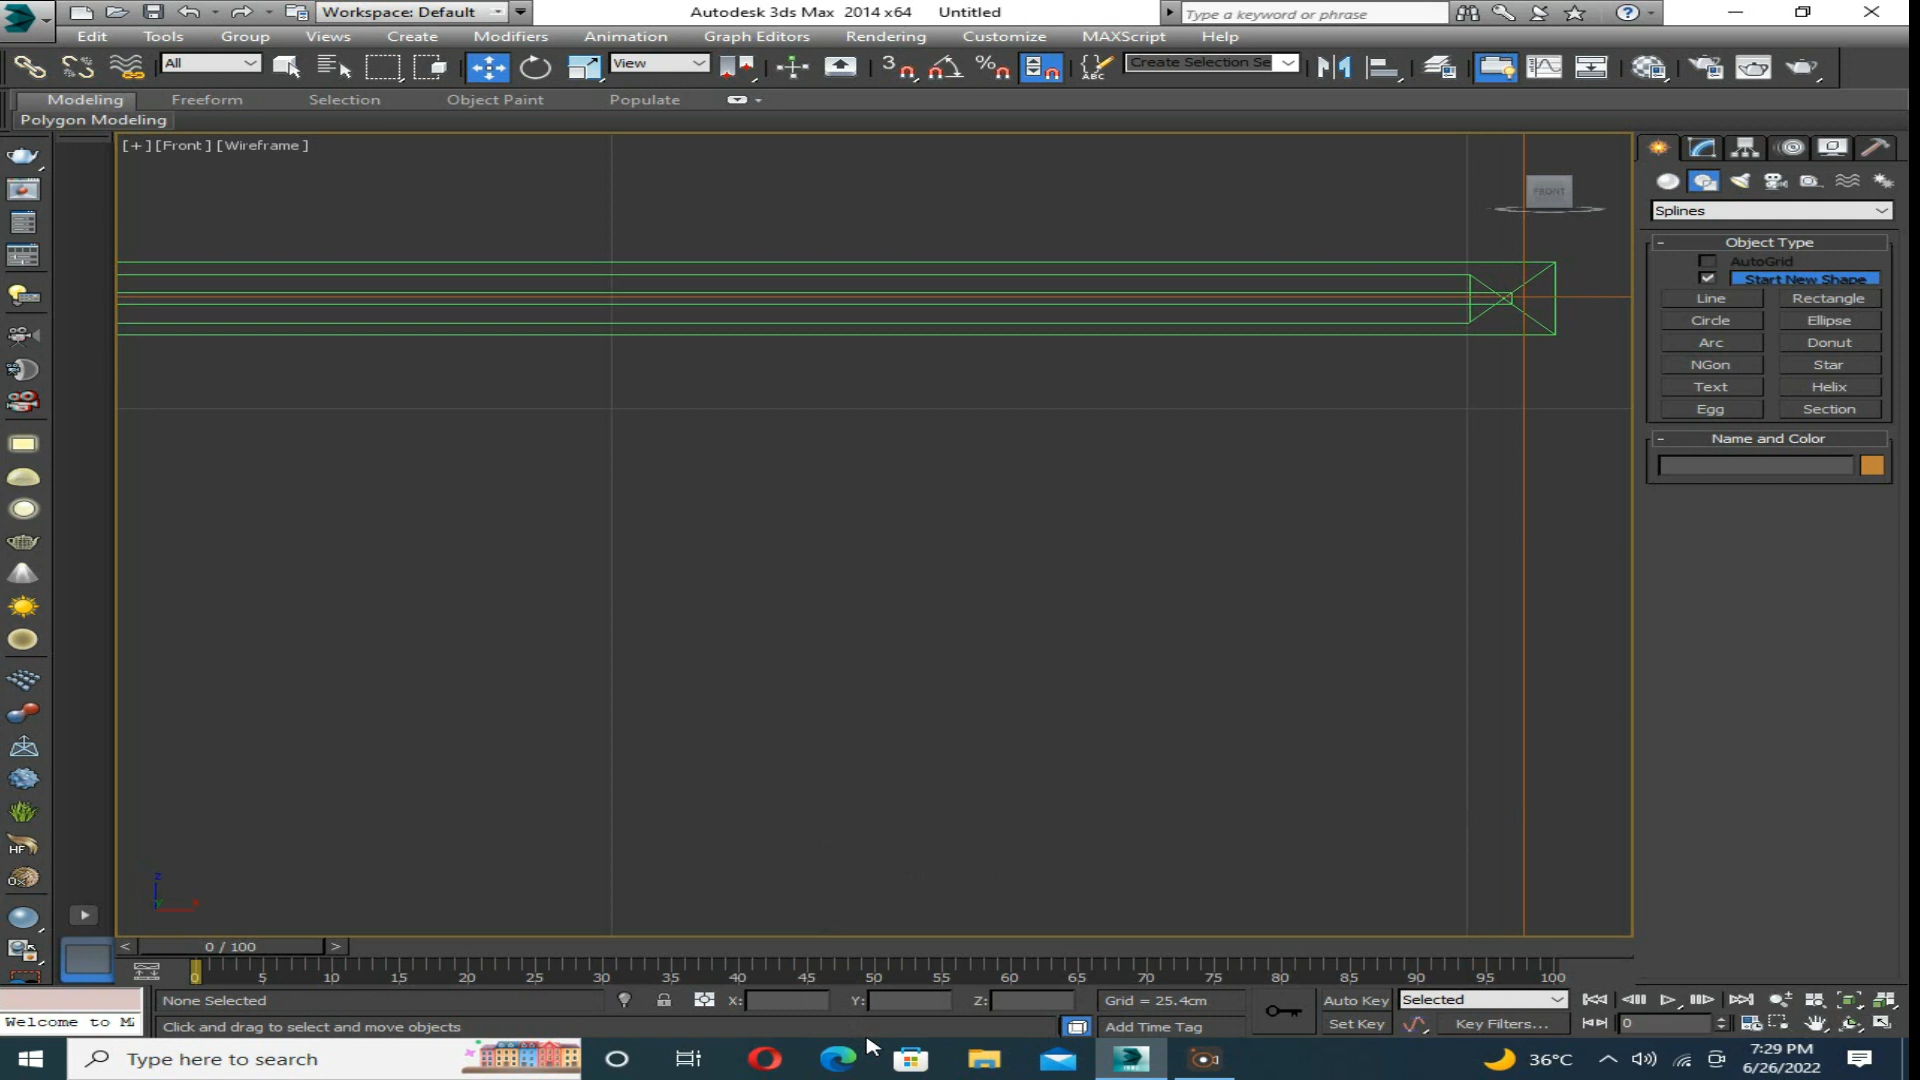 Workspace: Default
Autodesk 3ds Max 2014 x64 Untitled
Type a keyword or phrase
Edit Tools Group Views Create Modifiers Animation Graph Editors Rendering Customize MAXScript Help
All
View
3
%
ABC
Create Selection Se
Modeling Freeform Selection Object Paint Populate
Polygon Modeling
[+] [Front] [Wireframe]
FRONT
Splines
- Object Type
AutoGrid
Start New Shape
Line Rectangle
Circle Ellipse
Arc Donut
NGon Star
Text Helix
Egg Section
- Name and Color
HF
z
y
x
< 0 / 100 >
0 5 10 15 20 25 30 35 40 45 50 55 60 65 70 75 80 85 90 95 100
None Selected X: Y: Z: Grid = 25.4cm Auto Key Selected
Welcome to M
Click and drag to select and move objects Add Time Tag Set Key Key Filters... 0
Type here to search
36°C
7:29 PM
6/26/2022